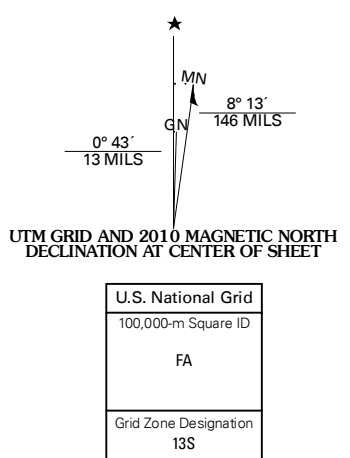 ★
MN
GN
8° 13´
146 MILS
0° 43´
13 MILS
UTM GRID AND 2010 MAGNETIC NORTH
DECLINATION AT CENTER OF SHEET
U.S. National Grid
100,000-m Square ID
FA
Grid Zone Designation
13S